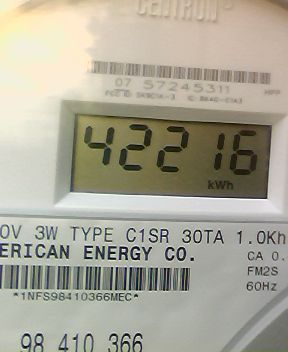 CENTRON
07 57245311
42216
kWh
0V 3W TYPE C1SR 30TA 1.0Kh
ERICAN ENERGY CO.
CA 0.
FM2S
*1NFS98410366MEC*
60Hz
98 410 366